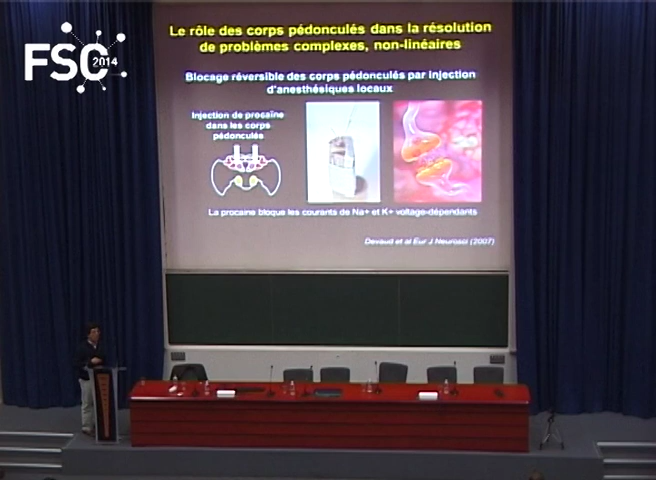 FSC 2014
Le rôle des corps pédonculés dans la résolution
de problèmes complexes, non-linéaires
Blocage réversible des corps pédonculés par injection
d'anesthésiques locaux
Injection de procaïne
dans les corps
pédonculés
La procaine bloque les courants de Na+ et K+ voltage-dépendants
Devaud et al Eur J Neurosci (2007)